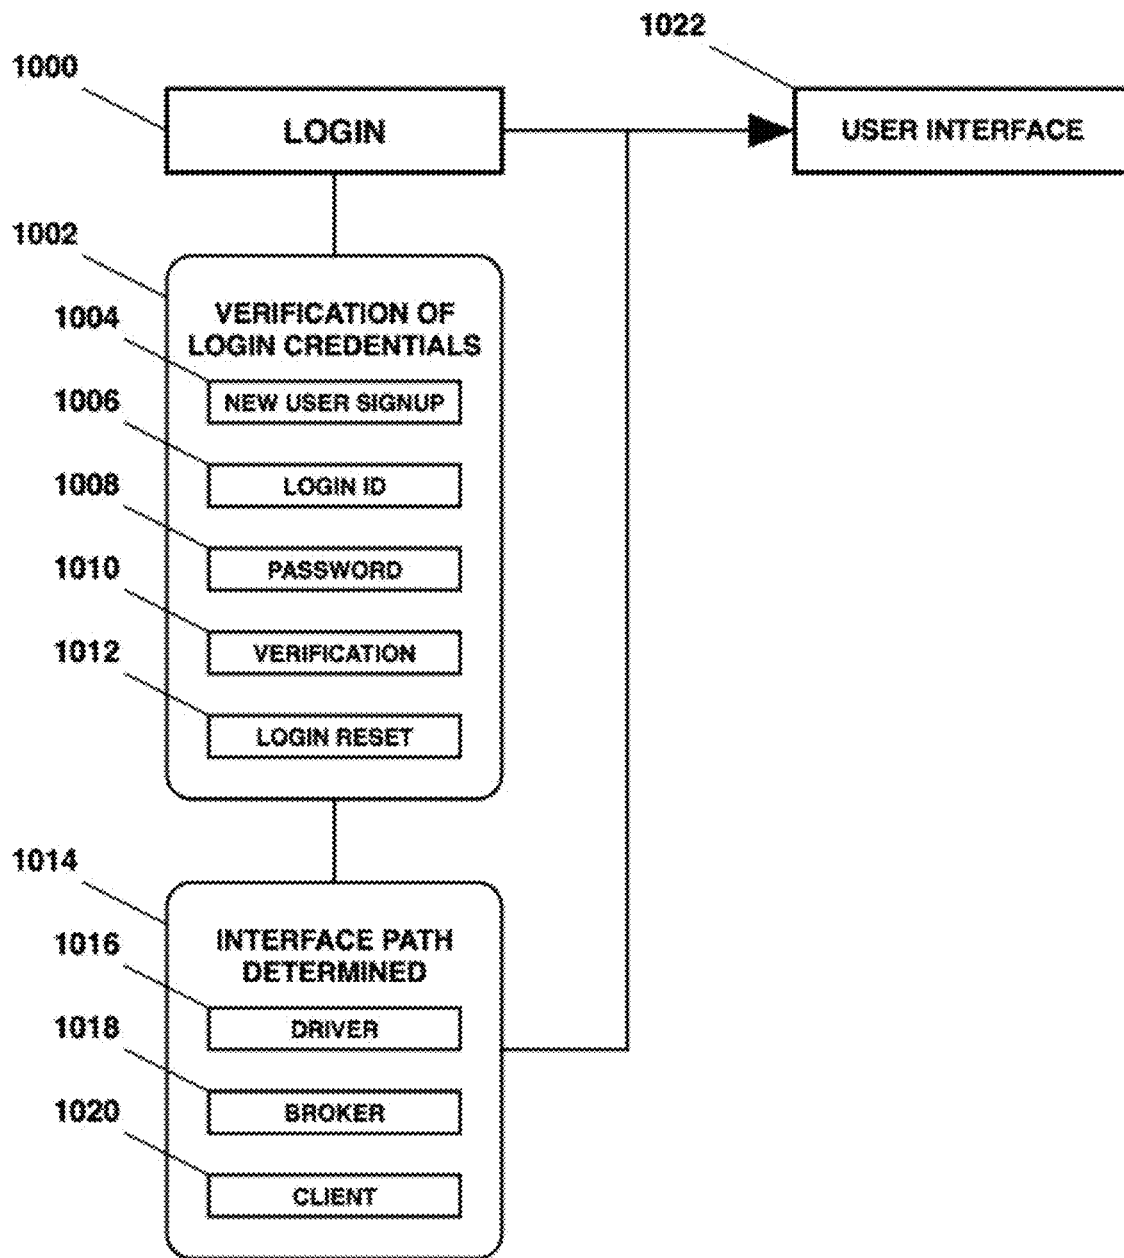 1022
1000
LOGIN
USER INTERFACE
1002
VERIFICATION OF
LOGIN CREDENTIALS
1004
NEW USER SIGNUP
1006
LOGIN ID
1008
PASSWORD
1010
VERIFICATION
1012
LOGIN RESET
1014
INTERFACE PATH
DETERMINED
1016
DRIVER
1018
BROKER
1020
CLIENT